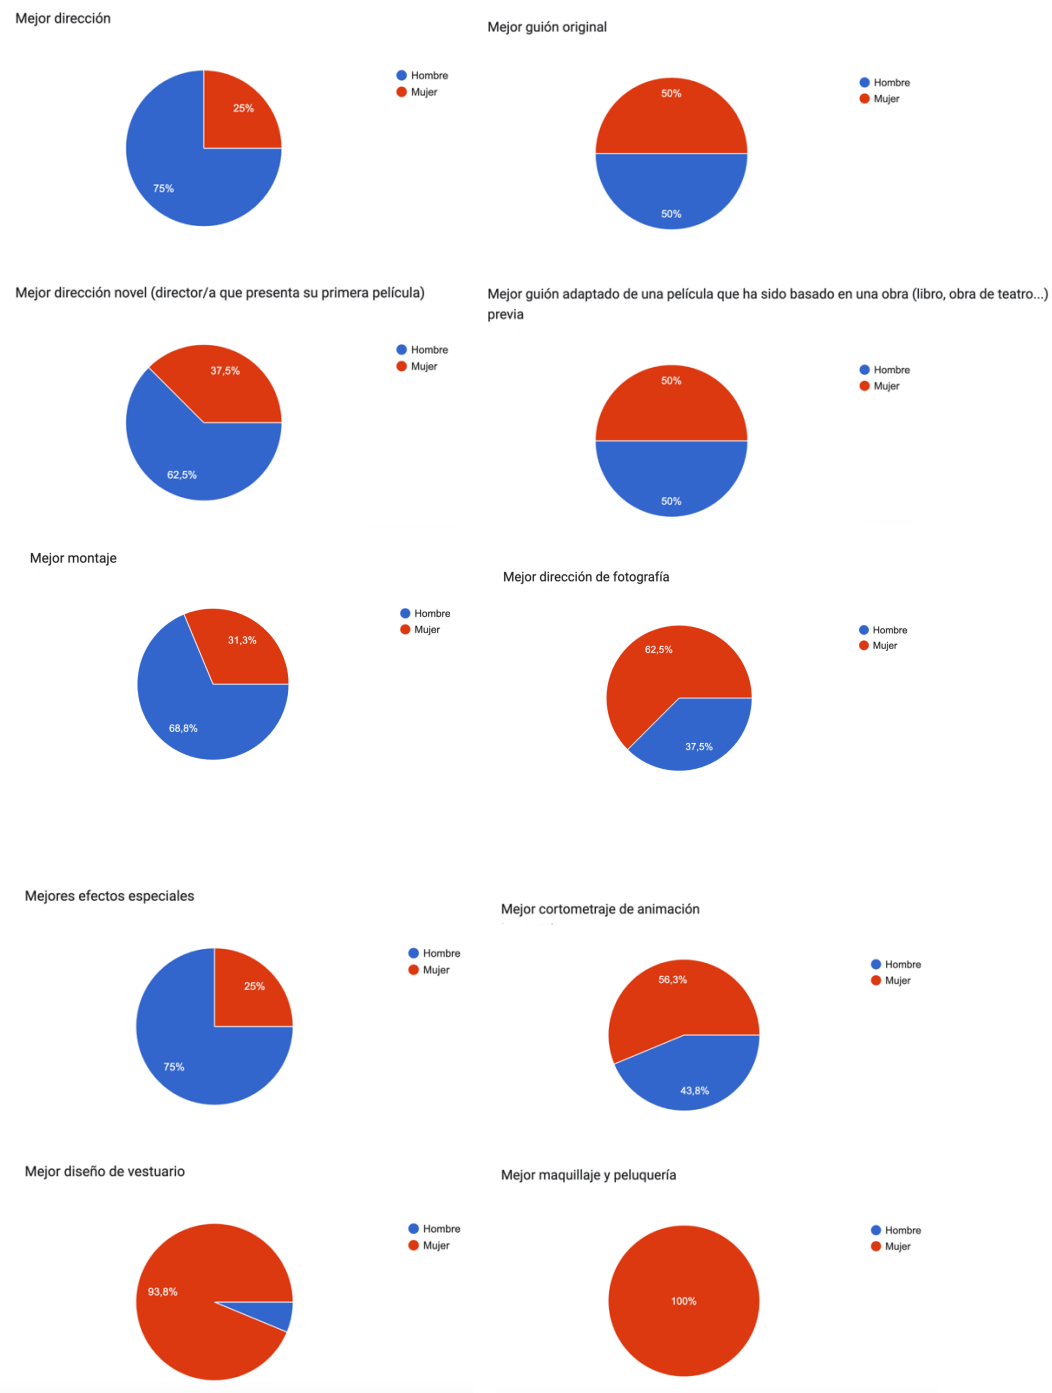 Mejor dirección
Hombre
Mujer
25%
75%
Mejor guión original
Hombre
Mujer
50%
50%
Mejor dirección novel (director/a que presenta su primera película)
Hombre
Mujer
37,5%
62,5%
Mejor guión adaptado de una película que ha sido basado en una obra (libro, obra de teatro...)
previa
Hombre
Mujer
50%
50%
Mejor montaje
Hombre
Mujer
31,3%
68,8%
Mejor dirección de fotografía
Hombre
Mujer
62,5%
37,5%
Mejores efectos especiales
Hombre
Mujer
25%
75%
Mejor cortometraje de animación
Hombre
Mujer
56,3%
43,8%
Mejor diseño de vestuario
Hombre
Mujer
93,8%
Mejor maquillaje y peluquería
Hombre
Mujer
100%